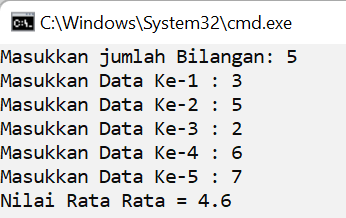 C:\Windows\System32\cmd.exe
Masukkan jumlah Bilangan: 5
Masukkan Data Ke-1 : 3
Masukkan Data Ke-2 : 5
Masukkan Data Ke-3 : 2
Masukkan Data Ke-4 : 6
Masukkan Data Ke-5 : 7
Nilai Rata Rata = 4.6